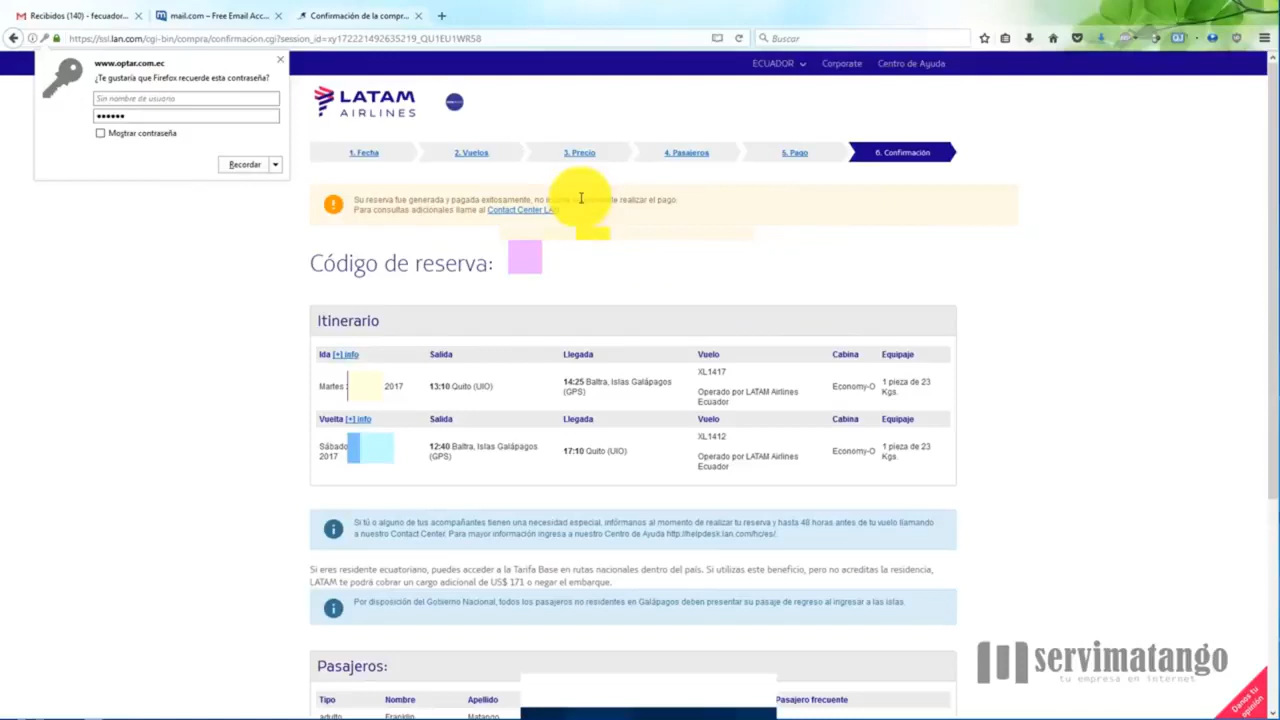 Recibidos (140) - fecuador...
mail.com – Free Email Acc...
Confirmación de la compr...
https://ssl.lan.com/cgi-bin/compra/confirmacion.cgi?session_id=xy172221492635219_QU1EU1WRS8
Buscar
www.optar.com.ec
¿Te gustaría que Firefox recuerde esta contraseña?
Sin nombre de usuario
Mostrar contraseña
Recordar
ECUADOR
Corporate
Centro de Ayuda
LATAM
AIRLINES
1. Fecha
2. Vuelos
3. Precio
4. Pasajeros
5. Pago
6. Confirmación
Su reserva fue generada y pagada exitosamente, no realizar el pago.
Para consultas adicionales llame al Contact Center LAN
Código de reserva:
Itinerario
Ida [+] info Salida Llegada Vuelo Cabina Equipaje
Martes 2017 13:10 Quito (UIO) 14:25 Baltra, Islas Galápagos (GPS) XL1417 Operado por LATAM Airlines Ecuador Economy-O 1 pieza de 23 Kgs.
Vuelta [+] info Salida Llegada Vuelo Cabina Equipaje
Sábado 2017 12:40 Baltra, Islas Galápagos (GPS) 17:10 Quito (UIO) XL1412 Operado por LATAM Airlines Ecuador Economy-O 1 pieza de 23 Kgs.
Si tú o alguno de tus acompañantes tienen una necesidad especial, infórmanos al momento de realizar tu reserva y hasta 48 horas antes de tu vuelo llamando
a nuestro Contact Center. Para mayor información ingresa a nuestro Centro de Ayuda http://helpdesk.lan.com/hc/es/.
Si eres residente ecuatoriano, puedes acceder a la Tarifa Base en rutas nacionales dentro del país. Si utilizas este beneficio, pero no acreditas la residencia,
LATAM te podrá cobrar un cargo adicional de US$ 171 o negar el embarque.
Por disposición del Gobierno Nacional, todos los pasajeros no residentes en Galápagos deben presentar su pasaje de regreso al ingresar a las islas.
Pasajeros:
Tipo Nombre Apellido Pasajero frecuente
adulto Franklin Matango
servimatango
tu empresa en internet
Danos tu
opinión